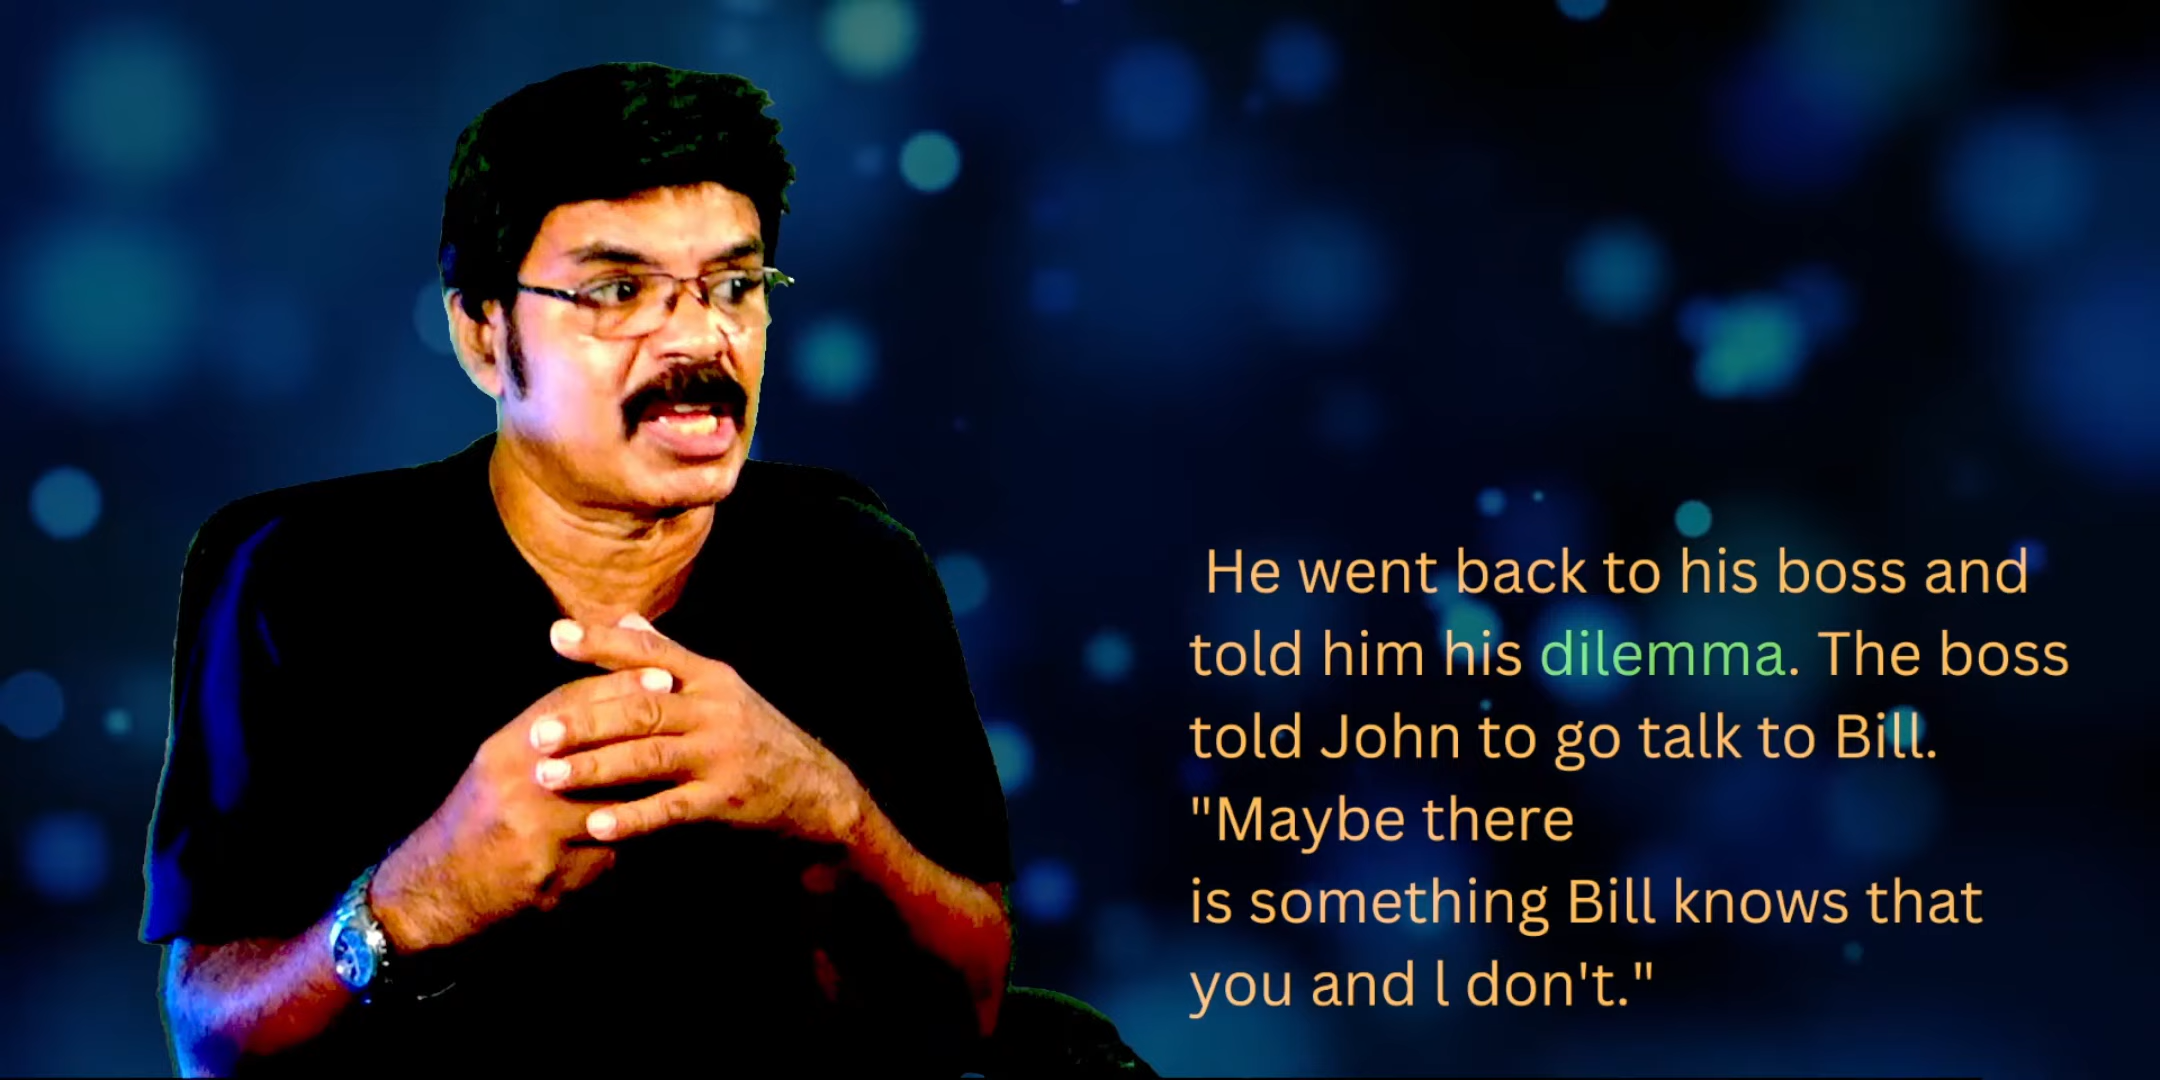 He went back to his boss and
told him his dilemma. The boss
told John to go talk to Bill.
"Maybe there
is something Bill knows that
you and l don't."